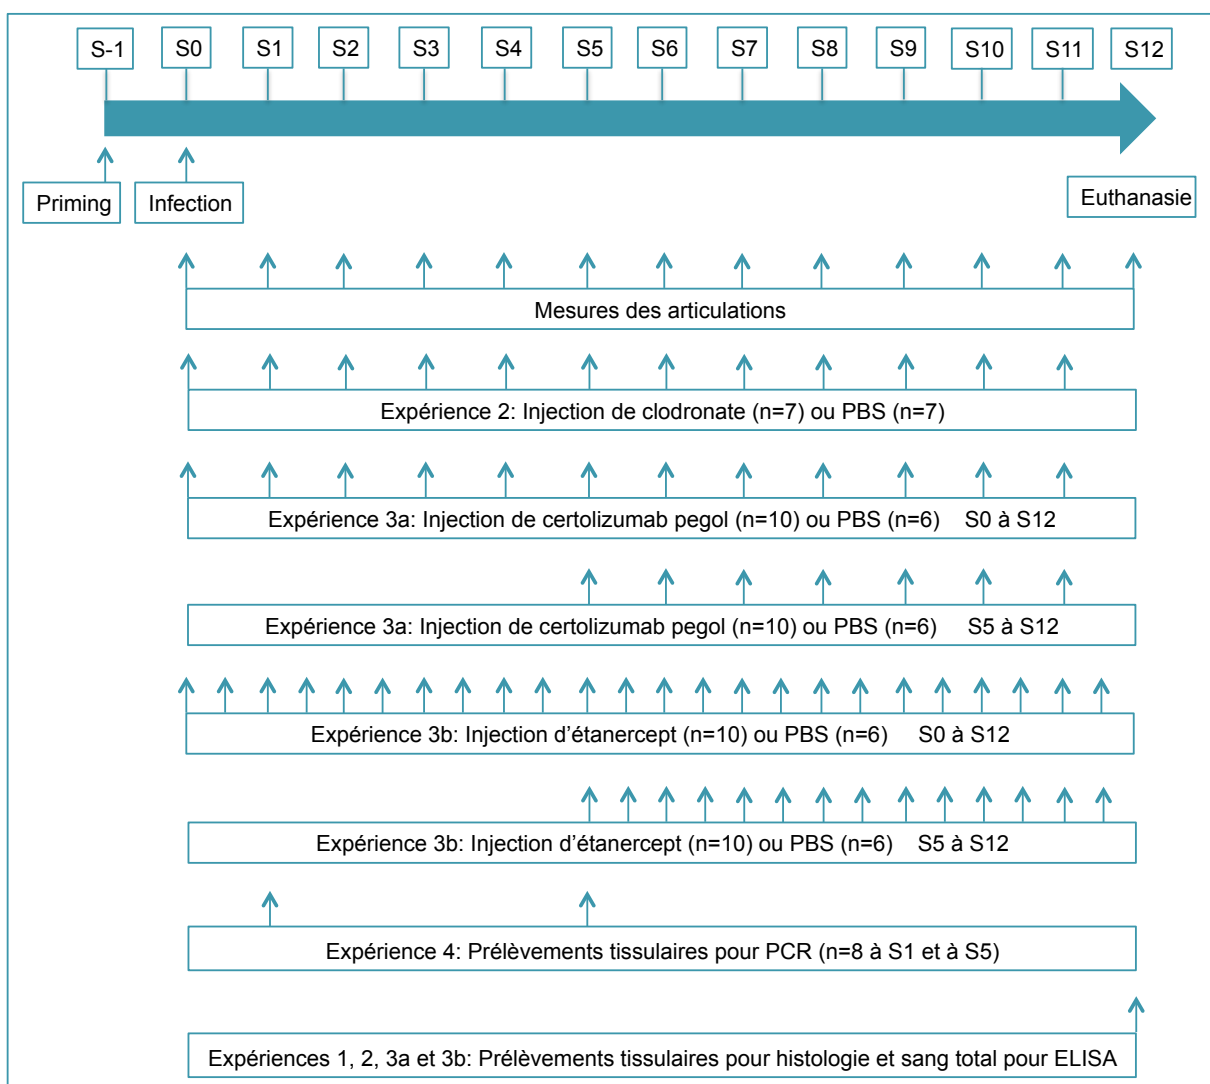 S-1 S0 S1 S2 S3 S4 S5 S6 S7 S8 S9 S10 S11 S12
Priming Infection Euthanasie
Mesures des articulations
Expérience 2: Injection de clodronate (n=7) ou PBS (n=7)
Expérience 3a: Injection de certolizumab pegol (n=10) ou PBS (n=6) S0 à S12
Expérience 3a: Injection de certolizumab pegol (n=10) ou PBS (n=6) S5 à S12
Expérience 3b: Injection d'étanercept (n=10) ou PBS (n=6) S0 à S12
Expérience 3b: Injection d'étanercept (n=10) ou PBS (n=6) S5 à S12
Expérience 4: Prélèvements tissulaires pour PCR (n=8 à S1 et à S5)
Expériences 1, 2, 3a et 3b: Prélèvements tissulaires pour histologie et sang total pour ELISA